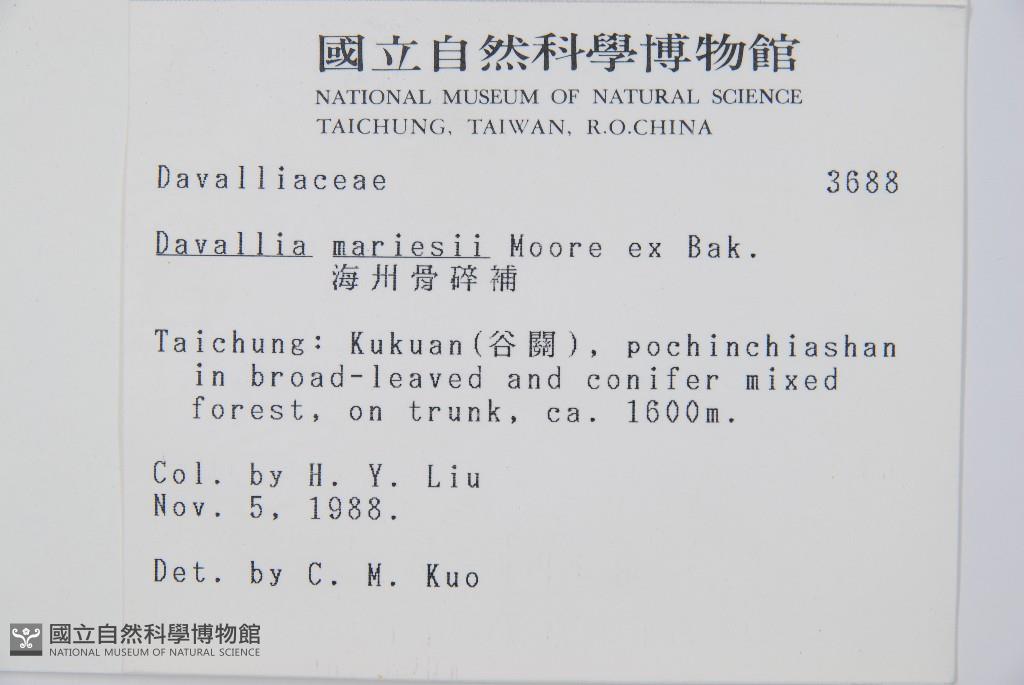 國立自然科學博物館
NATIONAL MUSEUM OF NATURAL SCIENCE
TAICHUNG, TAIWAN, R.O.CHINA
Davalliaceae 3688
Davallia mariesii Moore ex Bak.
海州骨碎補
Taichung: Kukuan(谷關), pochinchiashan
in broad-leaved and conifer mixed
forest, on trunk, ca. 1600m.
Col. by H. Y. Liu
Nov. 5, 1988.
Det. by C. M. Kuo
國立自然科學博物館
NATIONAL MUSEUM OF NATURAL SCIENCE